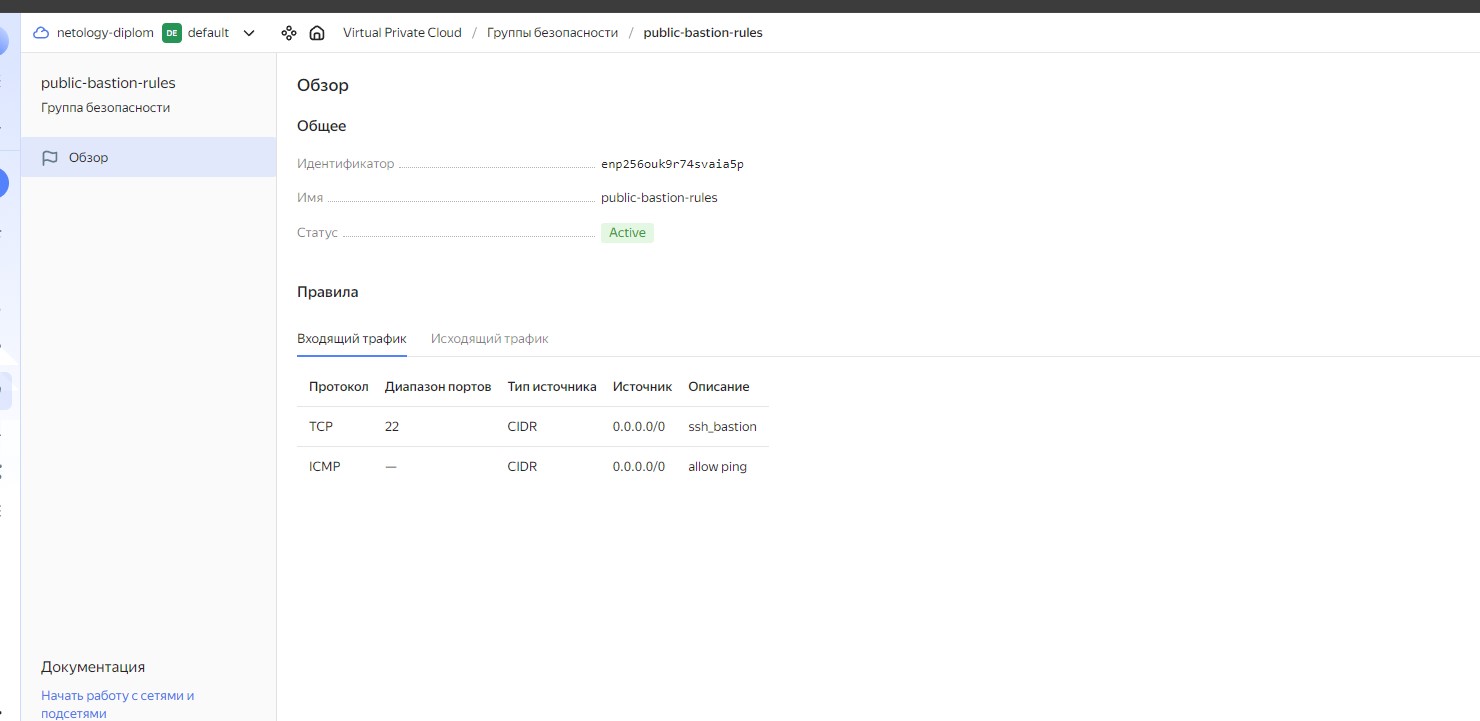 netology-diplom DE default Virtual Private Cloud / Группы безопасности / public-bastion-rules
public-bastion-rules
Группа безопасности
Обзор
Обзор
Общее
Идентификатор enp256ouk9r74svaia5p
Имя public-bastion-rules
Статус Active
Правила
Входящий трафик Исходящий трафик
Протокол Диапазон портов Тип источника Источник Описание
TCP 22 CIDR 0.0.0.0/0 ssh_bastion
ICMP — CIDR 0.0.0.0/0 allow ping
Документация
Начать работу с сетями и
подсетями